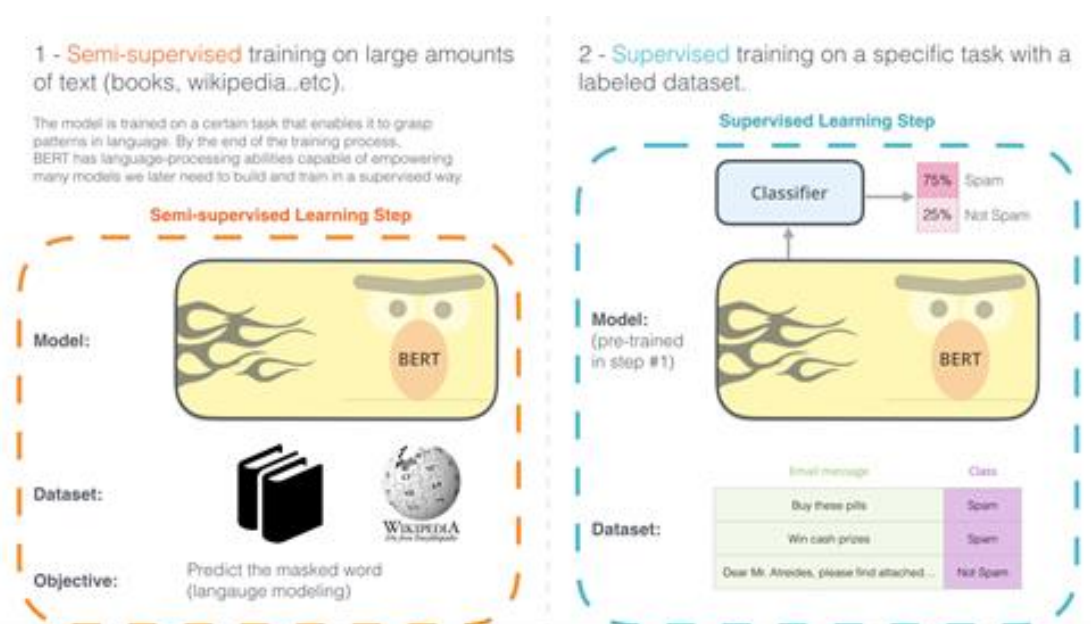 1 - Semi-supervised training on large amounts
of text (books, wikipedia..etc).
The model is trained on a certain task that enables it to grasp
patterns in language. By the end of the training process,
BERT has language-processing abilities capable of empowering
many models we later need to build and train in a supervised way.
Semi-supervised Learning Step
Model:
BERT
Dataset:
WIKIPEDIA
The Free Encyclopedia
Objective:
Predict the masked word
(langauge modeling)
2 - Supervised training on a specific task with a
labeled dataset.
Supervised Learning Step
Classifier
75% Spam
25% Not Spam
Model:
(pre-trained
in step #1)
BERT
Dataset:
Email message Class
Buy these pills Spam
Win cash prizes Spam
Dear Mr. Atreides, please find attached... Not Spam